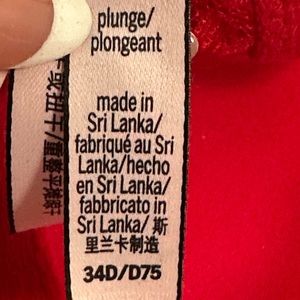 plunge/
plongeant
made in
Sri Lanka/
fabriqué au Sri
Lanka/hecho
en Sri Lanka/
fabbricato in
Sri Lanka/ 斯
里兰卡制造
34D/D75